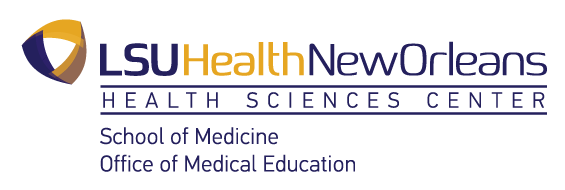 LSUHealthNewOrleans
HEALTH SCIENCES CENTER
School of Medicine
Office of Medical Education